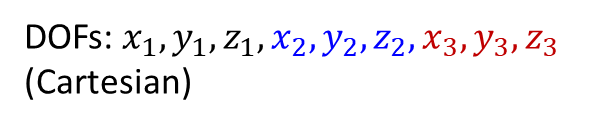 DOFs: x₁, y₁, z₁, x₂, y₂, z₂, x₃, y₃, z₃
(Cartesian)